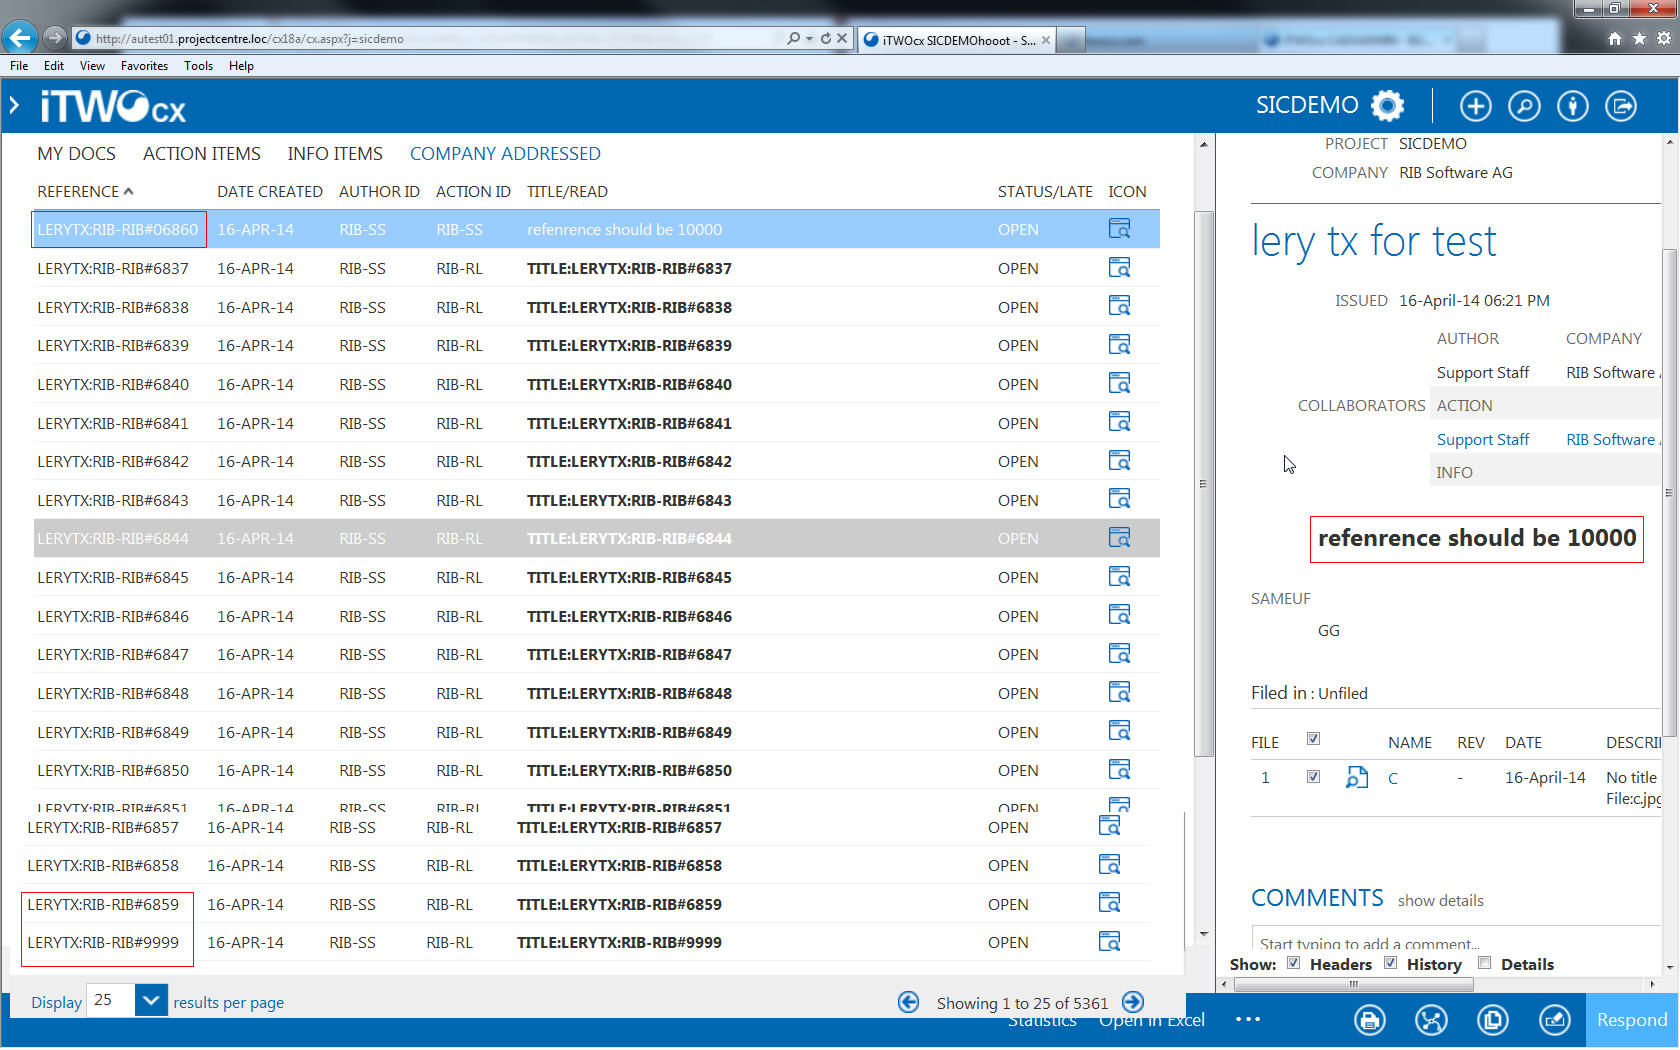 http://autest01.projectcentre.loc/cx18a/cx.aspx?j=sicdemo
iTWOcx SICDEMOhooot - S...
File Edit View Favorites Tools Help
iTWOcx
SICDEMO
MY DOCS ACTION ITEMS INFO ITEMS COMPANY ADDRESSED
REFERENCE DATE CREATED AUTHOR ID ACTION ID TITLE/READ STATUS/LATE ICON
LERYTX:RIB-RIB#06860 16-APR-14 RIB-SS RIB-SS refenrence should be 10000 OPEN
LERYTX:RIB-RIB#6837 16-APR-14 RIB-SS RIB-RL TITLE:LERYTX:RIB-RIB#6837 OPEN
LERYTX:RIB-RIB#6838 16-APR-14 RIB-SS RIB-RL TITLE:LERYTX:RIB-RIB#6838 OPEN
LERYTX:RIB-RIB#6839 16-APR-14 RIB-SS RIB-RL TITLE:LERYTX:RIB-RIB#6839 OPEN
LERYTX:RIB-RIB#6840 16-APR-14 RIB-SS RIB-RL TITLE:LERYTX:RIB-RIB#6840 OPEN
LERYTX:RIB-RIB#6841 16-APR-14 RIB-SS RIB-RL TITLE:LERYTX:RIB-RIB#6841 OPEN
LERYTX:RIB-RIB#6842 16-APR-14 RIB-SS RIB-RL TITLE:LERYTX:RIB-RIB#6842 OPEN
LERYTX:RIB-RIB#6843 16-APR-14 RIB-SS RIB-RL TITLE:LERYTX:RIB-RIB#6843 OPEN
LERYTX:RIB-RIB#6844 16-APR-14 RIB-SS RIB-RL TITLE:LERYTX:RIB-RIB#6844 OPEN
LERYTX:RIB-RIB#6845 16-APR-14 RIB-SS RIB-RL TITLE:LERYTX:RIB-RIB#6845 OPEN
LERYTX:RIB-RIB#6846 16-APR-14 RIB-SS RIB-RL TITLE:LERYTX:RIB-RIB#6846 OPEN
LERYTX:RIB-RIB#6847 16-APR-14 RIB-SS RIB-RL TITLE:LERYTX:RIB-RIB#6847 OPEN
LERYTX:RIB-RIB#6848 16-APR-14 RIB-SS RIB-RL TITLE:LERYTX:RIB-RIB#6848 OPEN
LERYTX:RIB-RIB#6849 16-APR-14 RIB-SS RIB-RL TITLE:LERYTX:RIB-RIB#6849 OPEN
LERYTX:RIB-RIB#6850 16-APR-14 RIB-SS RIB-RL TITLE:LERYTX:RIB-RIB#6850 OPEN
LERYTX:RIB-RIB#6851 16-APR-14 RIB-SS RIB-RL TITLE:LERYTX:RIB-RIB#6851 OPEN
LERYTX:RIB-RIB#6857 16-APR-14 RIB-SS RIB-RL TITLE:LERYTX:RIB-RIB#6857 OPEN
LERYTX:RIB-RIB#6858 16-APR-14 RIB-SS RIB-RL TITLE:LERYTX:RIB-RIB#6858 OPEN
LERYTX:RIB-RIB#6859 16-APR-14 RIB-SS RIB-RL TITLE:LERYTX:RIB-RIB#6859 OPEN
LERYTX:RIB-RIB#9999 16-APR-14 RIB-SS RIB-RL TITLE:LERYTX:RIB-RIB#9999 OPEN
Display 25 results per page
Showing 1 to 25 of 5361
Statistics Open in Excel
PROJECT SICDEMO
COMPANY RIB Software AG
lery tx for test
ISSUED 16-April-14 06:21 PM
AUTHOR COMPANY
Support Staff RIB Software
COLLABORATORS ACTION
Support Staff RIB Software
INFO
refenrence should be 10000
SAMEUF
GG
Filed in : Unfiled
FILE NAME REV DATE DESCRI
1 C - 16-April-14 No title
File:c.jpg
COMMENTS show details
Start typing to add a comment...
Show: Headers History Details
Respond